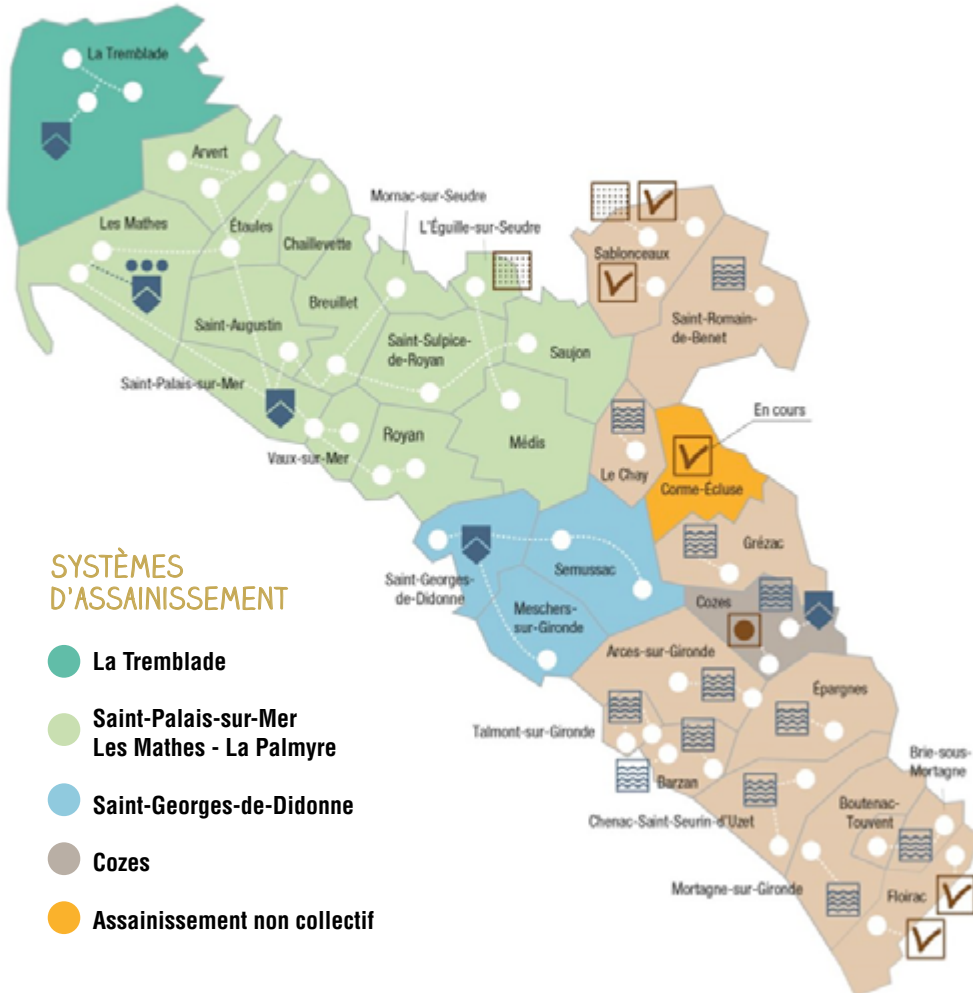 La Tremblade
Arvert
Mornac-sur-Seudre
L'Éguille-sur-Seudre
Les Mathes
Étaules
Chaillevette
Sablonceaux
Breuillet
Saint-Augustin
Saint-Sulpice-
de-Royan
Saujon
Saint-Romain-
de-Benet
Saint-Palais-sur-Mer
En cours
Royan
Médis
Vaux-sur-Mer
Le Chay
Corme-Écluse
Grézac
Saint-Georges-
de-Didonne
Semussac
Cozes
Meschers-
sur-Gironde
Arces-sur-Gironde
Épargnes
Talmont-sur-Gironde
Brie-sous-
Mortagne
Barzan
Boutenac-
Touvent
Chenac-Saint-Seurin-d'Uzet
Mortagne-sur-Gironde
Floirac
SYSTÈMES
D'ASSAINISSEMENT
La Tremblade
Saint-Palais-sur-Mer
Les Mathes - La Palmyre
Saint-Georges-de-Didonne
Cozes
Assainissement non collectif